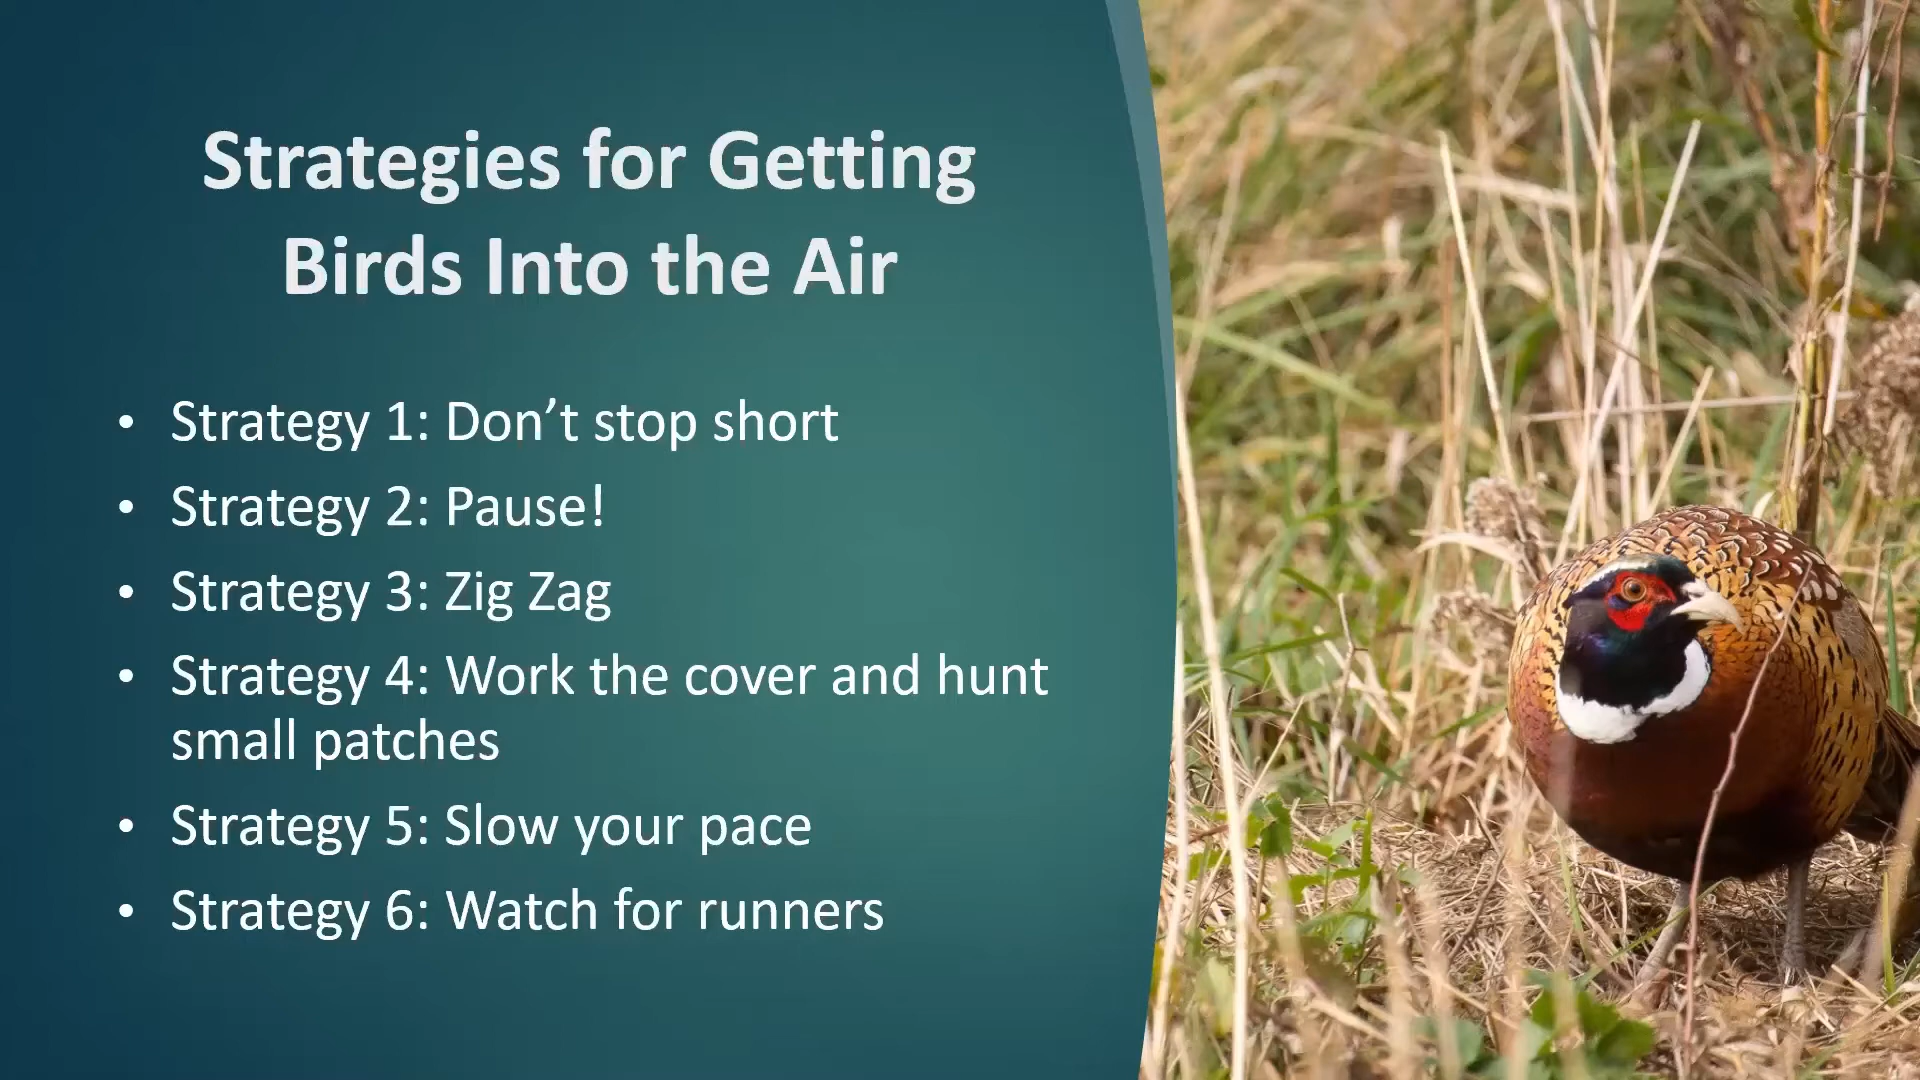 Strategies for Getting
Birds Into the Air
• Strategy 1: Don’t stop short
• Strategy 2: Pause!
• Strategy 3: Zig Zag
• Strategy 4: Work the cover and hunt
small patches
• Strategy 5: Slow your pace
• Strategy 6: Watch for runners